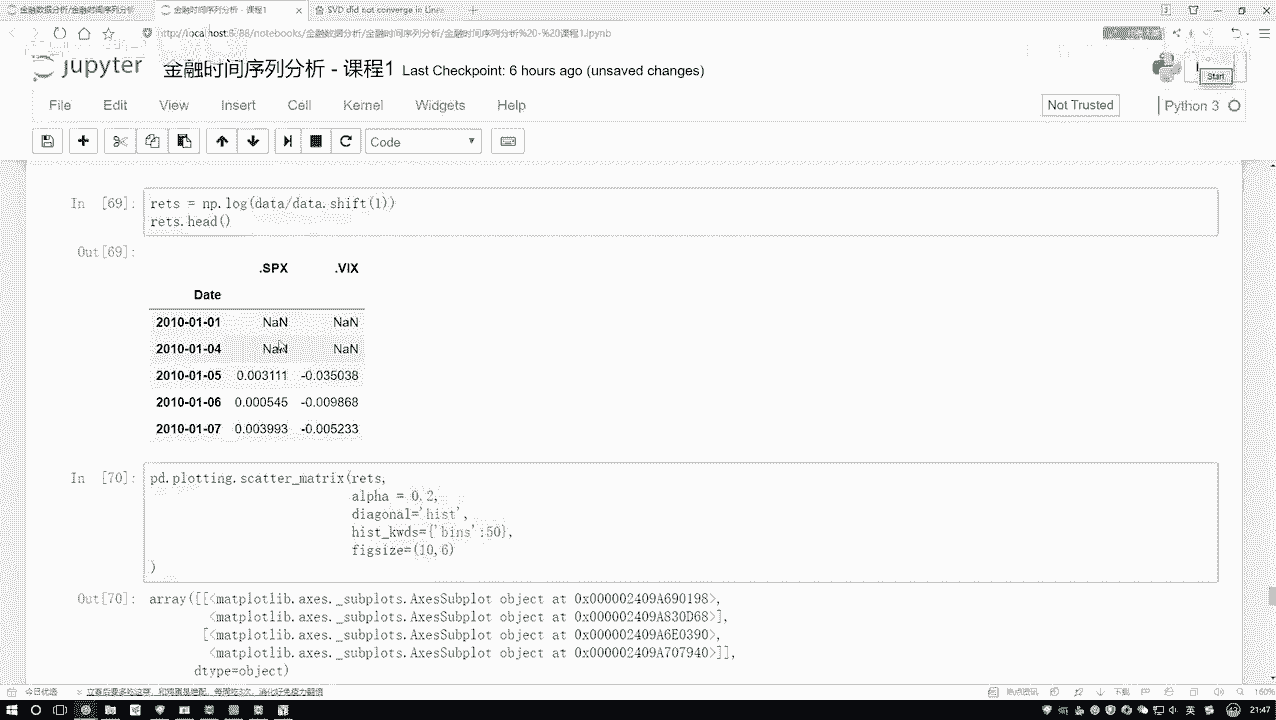 金融数据分析/金融时间序列分析
金融时间序列分析 - 课程1
SVD did not converge in Linea
localhost:8888/notebooks/金融数据分析/金融时间序列分析/金融时间序列分析%20-%20课程1.ipynb
jupyter 金融时间序列分析 - 课程1 Last Checkpoint: 6 hours ago (unsaved changes)
Start
File Edit View Insert Cell Kernel Widgets Help
Not Trusted
Python 3
Code
In [69]: rets = np.log(data/data.shift(1))
rets.head()
Out[69]:
.SPX .VIX
Date
2010-01-01 NaN NaN
2010-01-04 NaN NaN
2010-01-05 0.003111 -0.035038
2010-01-06 0.000545 -0.009868
2010-01-07 0.003993 -0.005233
In [70]: pd.plotting.scatter_matrix(rets,
alpha = 0.2,
diagonal='hist',
hist_kwds={'bins':50},
figsize=(10,6)
)
Out[70]: array([[<matplotlib.axes._subplots.AxesSubplot object at 0x000002409A690198>,
<matplotlib.axes._subplots.AxesSubplot object at 0x000002409A830D68>],
[<matplotlib.axes._subplots.AxesSubplot object at 0x000002409A6E0390>,
<matplotlib.axes._subplots.AxesSubplot object at 0x000002409A707940>]],
dtype=object)
今日优选
热点资讯
下载
160%
英
21:47